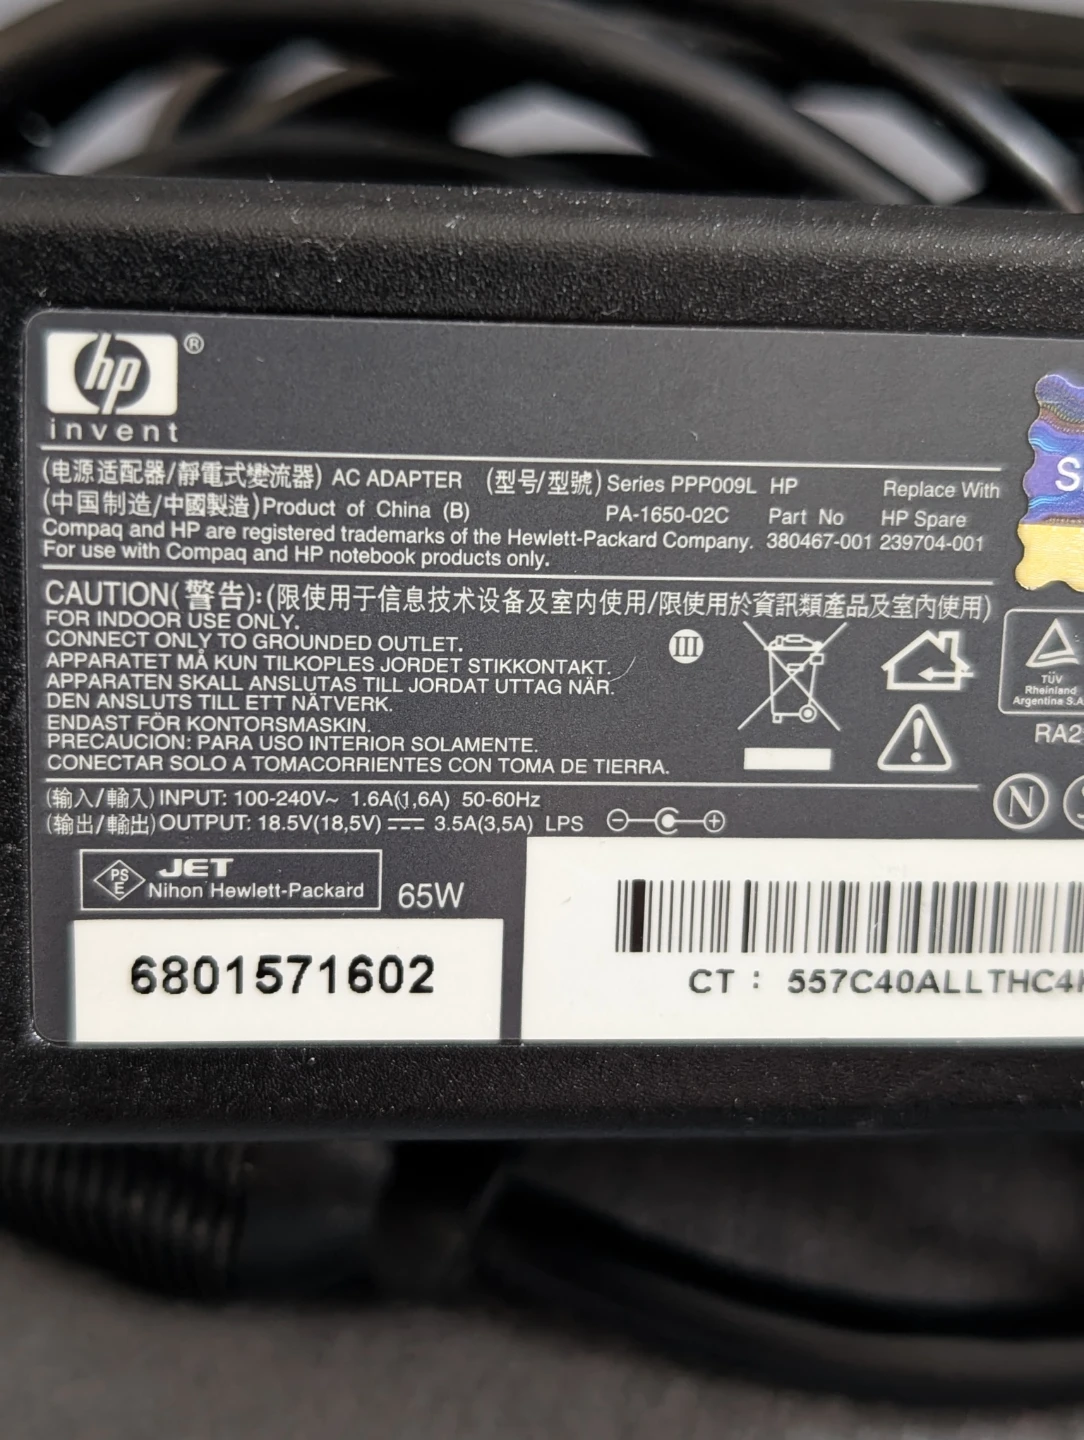 hp ®
invent
(电源适配器/靜電式變流器) AC ADAPTER (型号/型號) Series PPP009L HP Replace With
(中国制造/中國製造) Product of China (B) PA-1650-02C Part No HP Spare
Compaq and HP are registered trademarks of the Hewlett-Packard Company. 380467-001 239704-001
For use with Compaq and HP notebook products only.
CAUTION(警告):(限使用于信息技术设备及室内使用/限使用於資訊類產品及室內使用)
FOR INDOOR USE ONLY.
CONNECT ONLY TO GROUNDED OUTLET.
APPARATET MÅ KUN TILKOPLES JORDET STIKKONTAKT.
APPARATEN SKALL ANSLUTAS TILL JORDAT UTTAG NÄR.
DEN ANSLUTS TILL ETT NÄTVERK.
ENDAST FÖR KONTORSMASKIN.
PRECAUCION: PARA USO INTERIOR SOLAMENTE.
CONECTAR SOLO A TOMACORRIENTES CON TOMA DE TIERRA.
III
TÜV
Rheinland
Argentina S.A
RA2
N
(输入/輸入) INPUT: 100-240V~ 1.6A(1,6A) 50-60Hz
(输出/輸出) OUTPUT: 18.5V(18,5V) ⎓ 3.5A(3,5A) LPS
PS
E
JET
Nihon Hewlett-Packard
65W
6801571602
CT : 557C40ALLTHC4